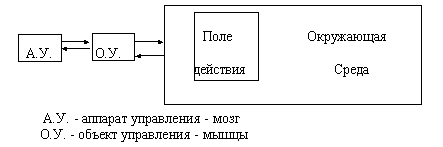 А.У.
О.У.
Поле
действия
Окружающая
Среда
А.У. - аппарат управления - мозг
О.У. - объект управления - мышцы